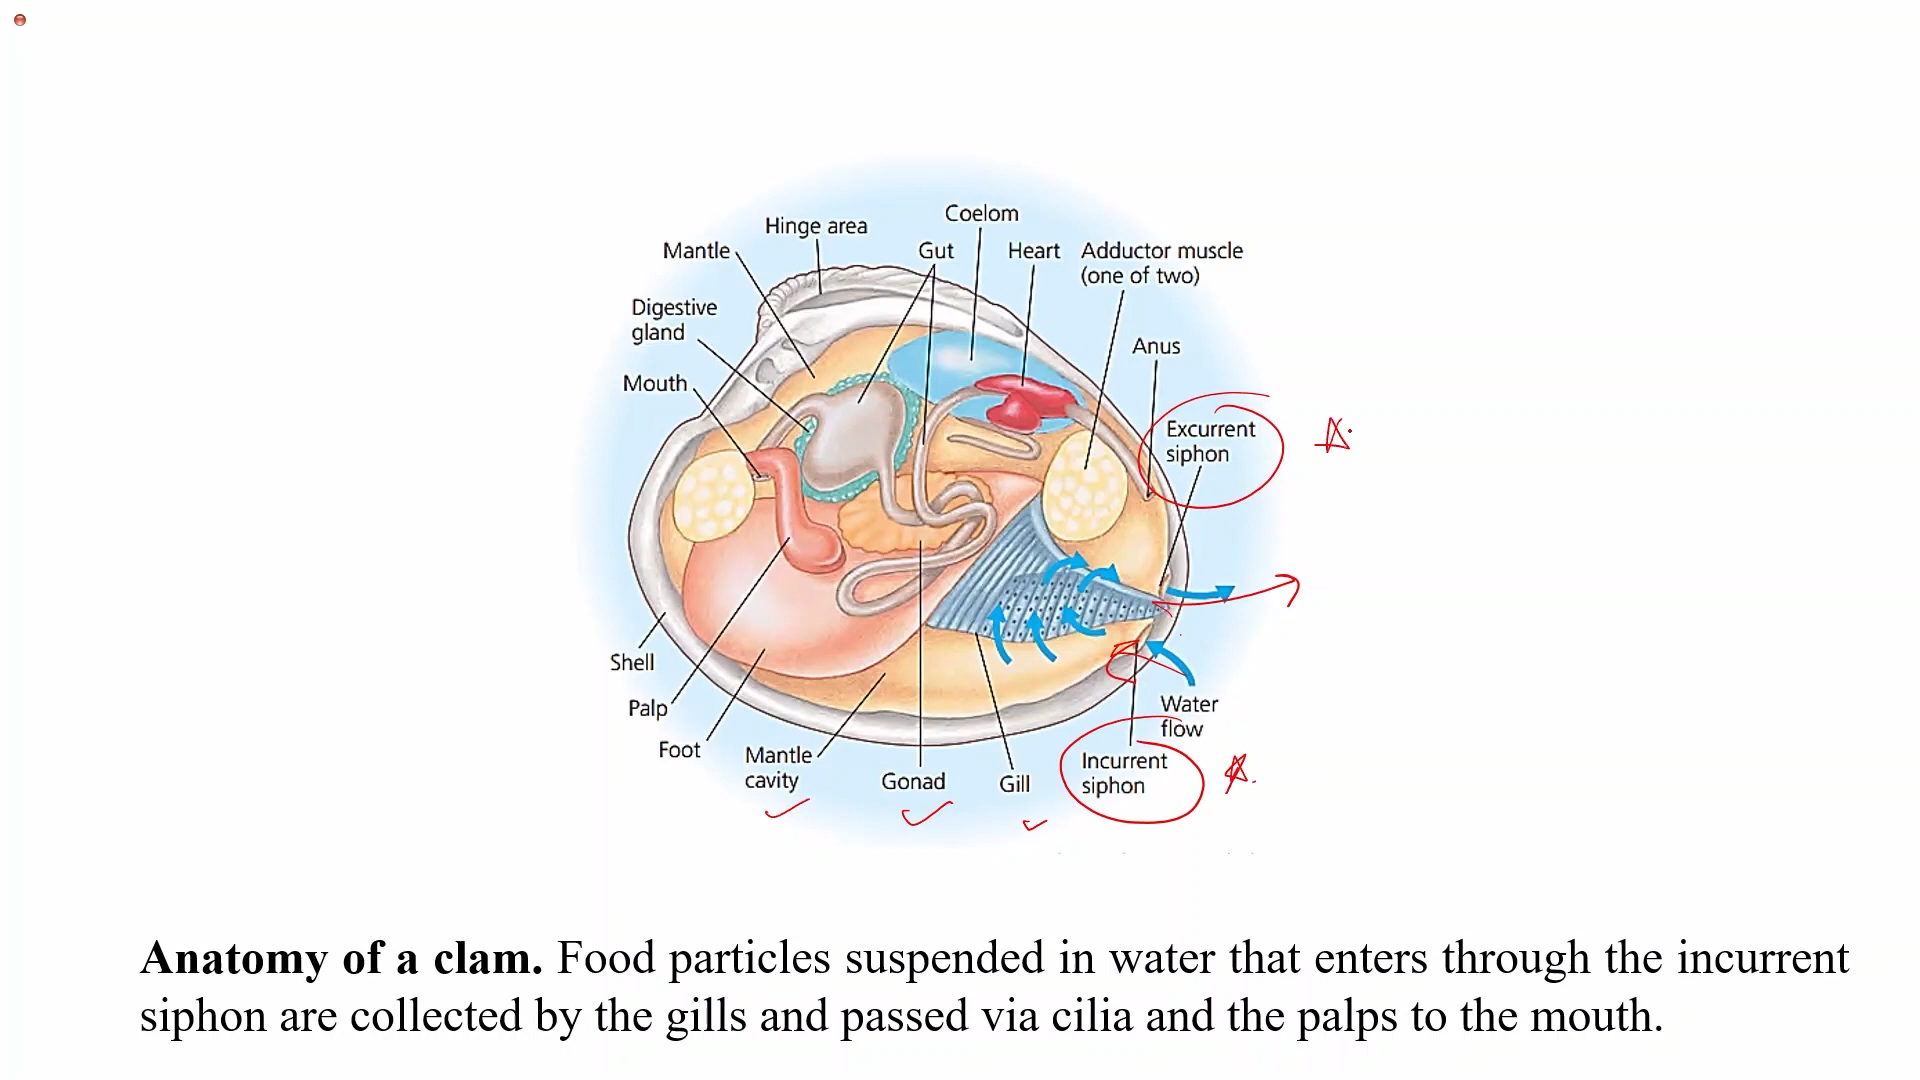 Coelom
Hinge area
Mantle
Gut
Heart
Adductor muscle
(one of two)
Digestive
gland
Anus
Mouth
Excurrent
siphon
Shell
Palp
Water
flow
Foot
Mantle
cavity
Gonad
Gill
Incurrent
siphon
Anatomy of a clam. Food particles suspended in water that enters through the incurrent
siphon are collected by the gills and passed via cilia and the palps to the mouth.